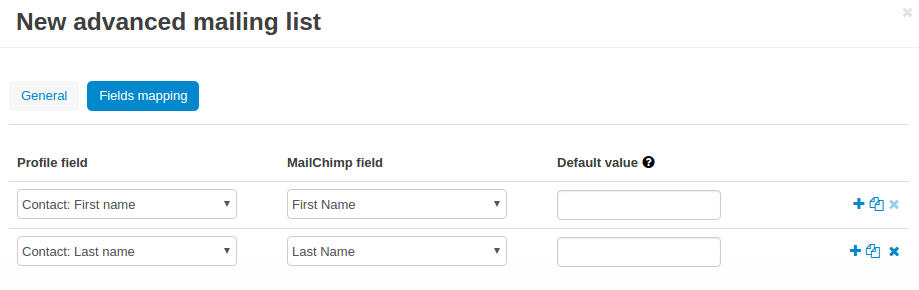 New advanced mailing list
General Fields mapping
Profile field MailChimp field Default value
Contact: First name First Name
Contact: Last name Last Name